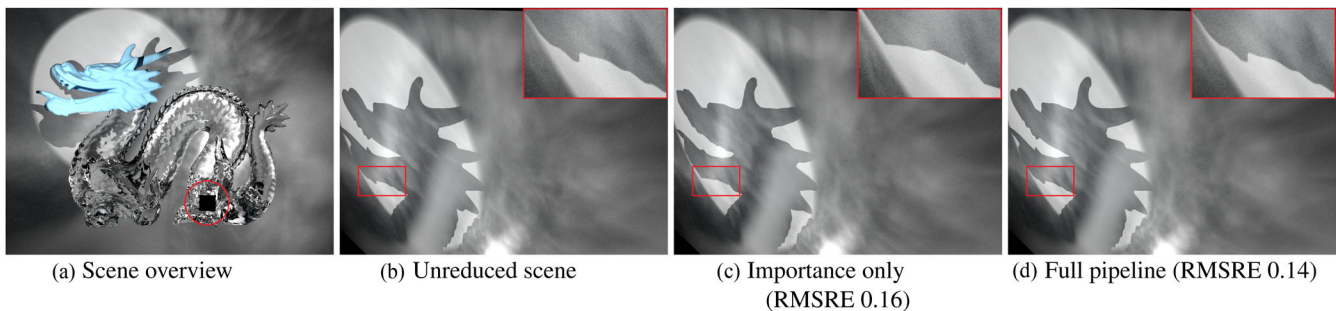 (a) Scene overview
(b) Unreduced scene
(c) Importance only
(RMSRE 0.16)
(d) Full pipeline (RMSRE 0.14)